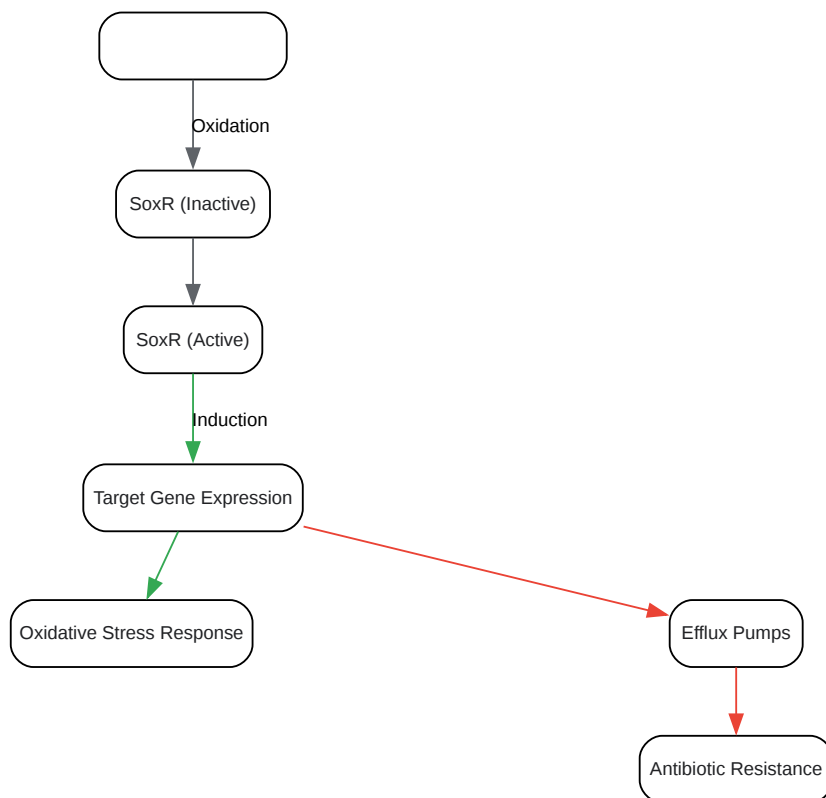 Oxidation
SoxR (Inactive)
SoxR (Active)
Induction
Target Gene Expression
Oxidative Stress Response
Efflux Pumps
Antibiotic Resistance